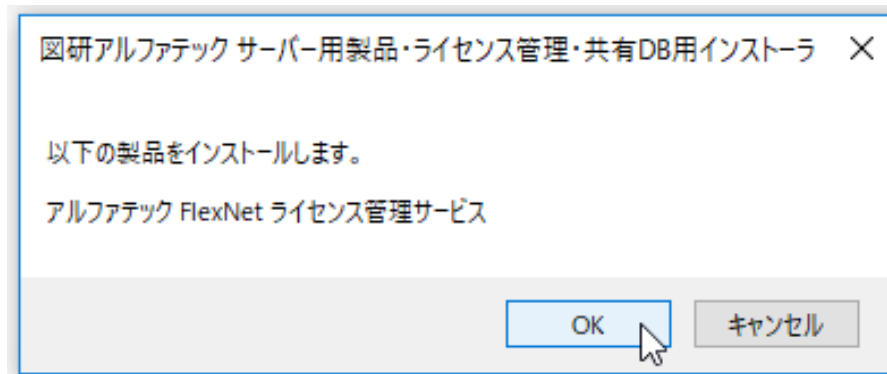 図研アルファテック サーバー用製品・ライセンス管理・共有DB用インストーラ
以下の製品をインストールします。
アルファテック FlexNet ライセンス管理サービス
OK
キャンセル